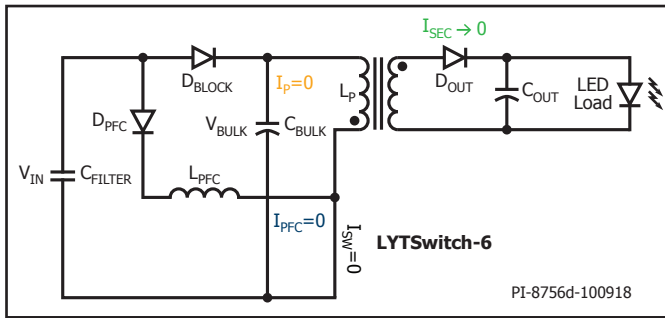 I_SEC → 0
D_BLOCK
I_P=0
L_P
D_OUT
C_OUT
LED
Load
D_PFC
V_BULK
C_BULK
V_IN
C_FILTER
L_PFC
I_PFC=0
I_SW=0
LYTSwitch-6
PI-8756d-100918